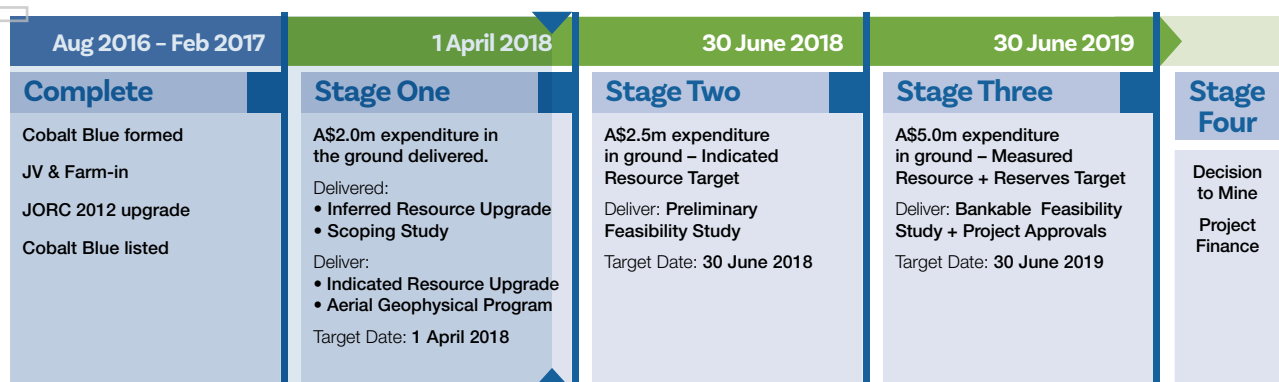 Aug 2016 – Feb 2017
1 April 2018
30 June 2018
30 June 2019
Complete
Cobalt Blue formed
JV & Farm-in
JORC 2012 upgrade
Cobalt Blue listed
Stage One
A$2.0m expenditure in
the ground delivered.
Delivered:
• Inferred Resource Upgrade
• Scoping Study
Deliver:
• Indicated Resource Upgrade
• Aerial Geophysical Program
Target Date: 1 April 2018
Stage Two
A$2.5m expenditure
in ground – Indicated
Resource Target
Deliver: Preliminary
Feasibility Study
Target Date: 30 June 2018
Stage Three
A$5.0m expenditure
in ground – Measured
Resource + Reserves Target
Deliver: Bankable Feasibility
Study + Project Approvals
Target Date: 30 June 2019
Stage
Four
Decision
to Mine
Project
Finance